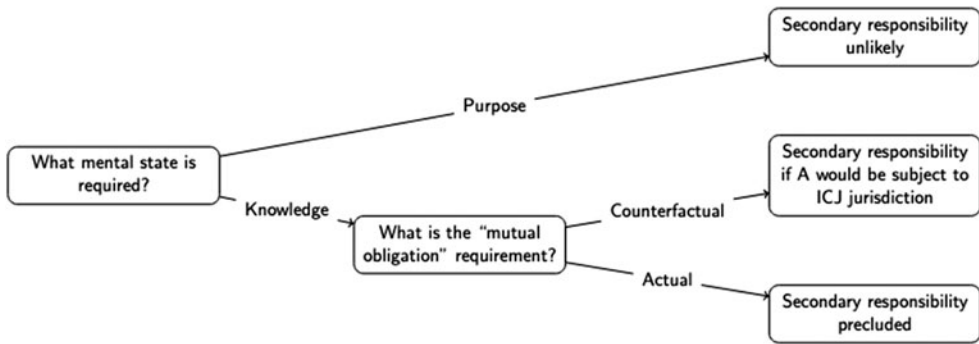 Secondary responsibility
unlikely
Purpose
What mental state is
required?
Knowledge
What is the “mutual
obligation” requirement?
Counterfactual
Secondary responsibility
if A would be subject to
ICJ jurisdiction
Actual
Secondary responsibility
precluded